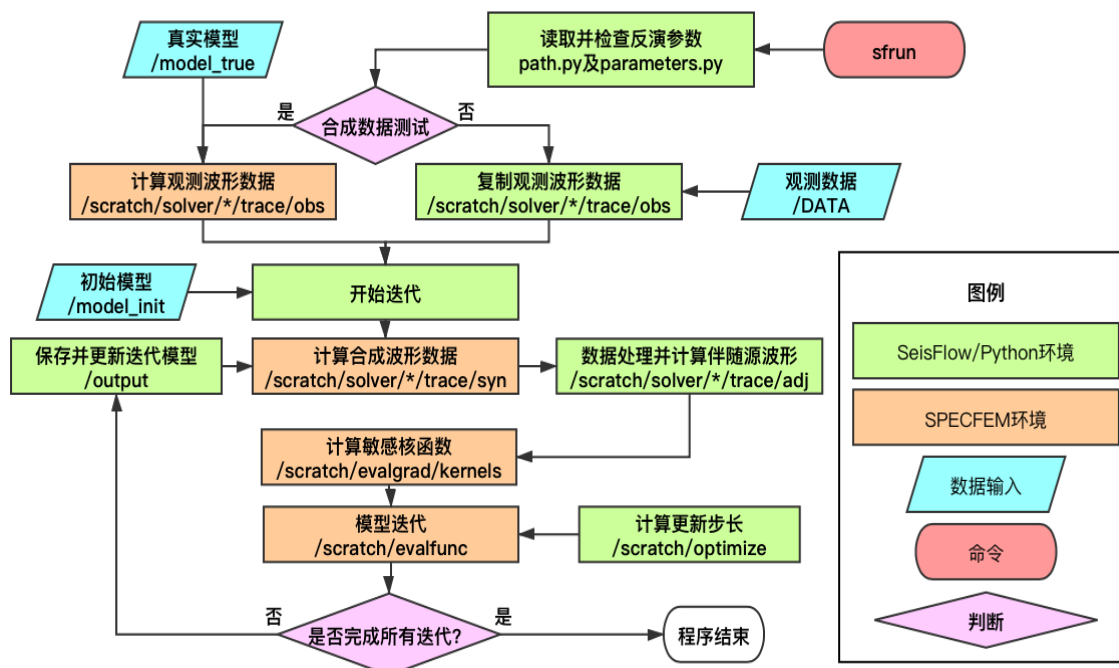 真实模型
/model_true
读取并检查反演参数
path.py及parameters.py
sfrun
是
合成数据测试
否
计算观测波形数据
/scratch/solver/*/trace/obs
复制观测波形数据
/scratch/solver/*/trace/obs
观测数据
/DATA
初始模型
/model_init
开始迭代
保存并更新迭代模型
/output
计算合成波形数据
/scratch/solver/*/trace/syn
数据处理并计算伴随源波形
/scratch/solver/*/trace/adj
计算敏感核函数
/scratch/evalgrad/kernels
模型迭代
/scratch/evalfunc
计算更新步长
/scratch/optimize
否
是否完成所有迭代?
是
程序结束
图例
SeisFlow/Python环境
SPECFEM环境
数据输入
命令
判断